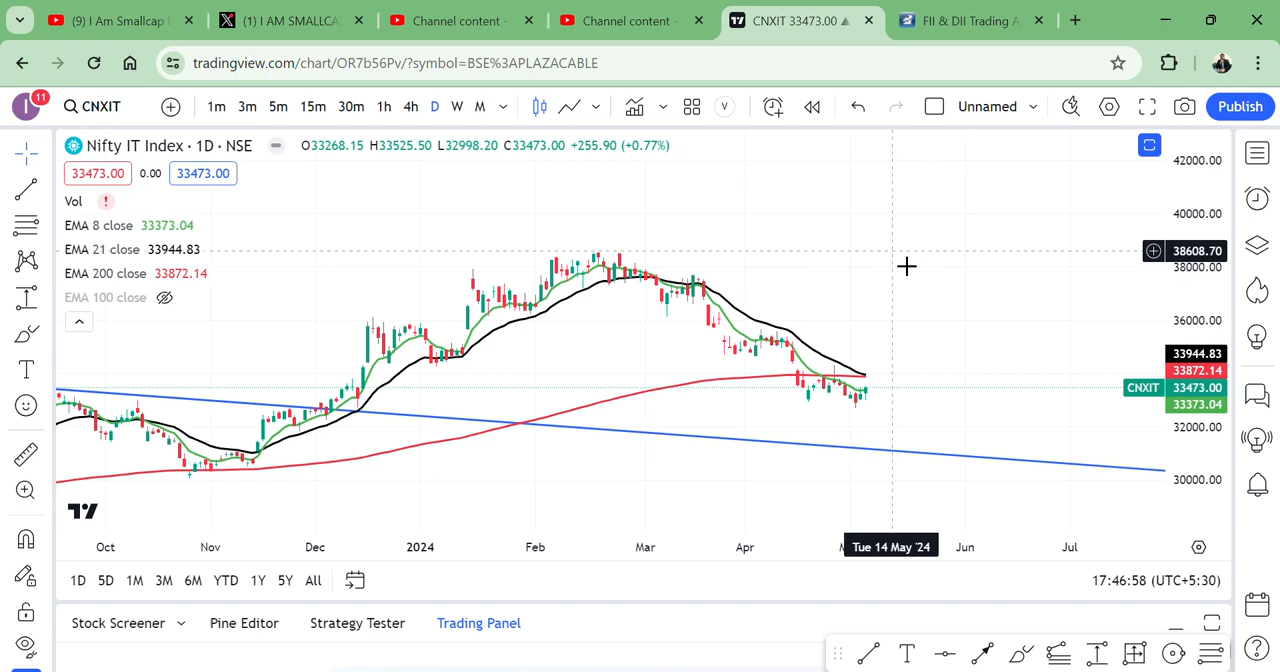 (9) I Am Smallcap I
(1) I AM SMALLCA
Channel content -
Channel content -
CNXIT 33473.00
FII & DII Trading A
tradingview.com/chart/OR7b56Pv/?symbol=BSE%3APLAZACABLE
I 11 CNXIT 1m 3m 5m 15m 30m 1h 4h D W M V Unnamed Publish
Nifty IT Index · 1D · NSE O33268.15 H33525.50 L32998.20 C33473.00 +255.90 (+0.77%)
33473.00 0.00 33473.00
Vol !
EMA 8 close 33373.04
EMA 21 close 33944.83
EMA 200 close 33872.14
EMA 100 close
42000.00
40000.00
38608.70
38000.00
36000.00
33944.83
33872.14
CNXIT 33473.00
33373.04
32000.00
30000.00
Oct Nov Dec 2024 Feb Mar Apr Tue 14 May '24 Jun Jul
1D 5D 1M 3M 6M YTD 1Y 5Y All 17:46:58 (UTC+5:30)
Stock Screener Pine Editor Strategy Tester Trading Panel